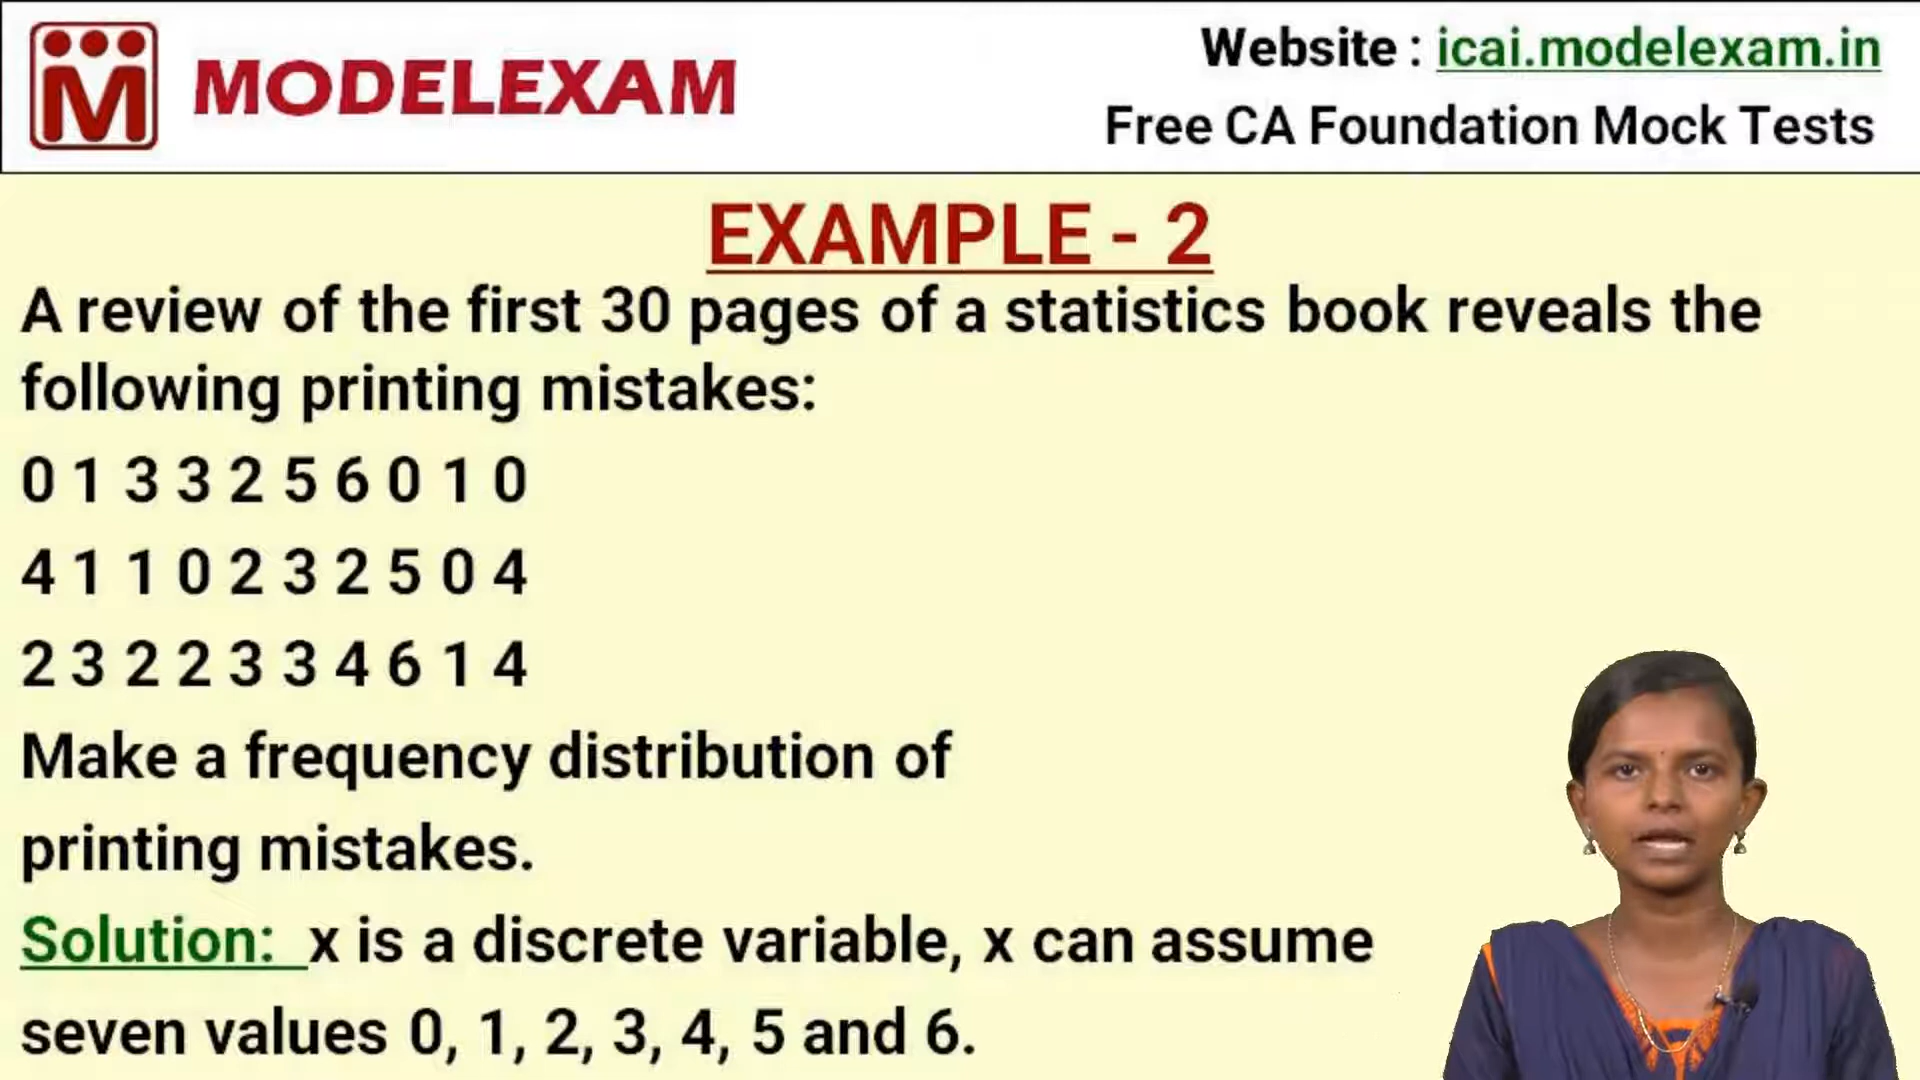 MODELEXAM
Website : icai.modelexam.in
Free CA Foundation Mock Tests
EXAMPLE - 2
A review of the first 30 pages of a statistics book reveals the
following printing mistakes:
0 1 3 3 2 5 6 0 1 0
4 1 1 0 2 3 2 5 0 4
2 3 2 2 3 3 4 6 1 4
Make a frequency distribution of
printing mistakes.
Solution: x is a discrete variable, x can assume
seven values 0, 1, 2, 3, 4, 5 and 6.